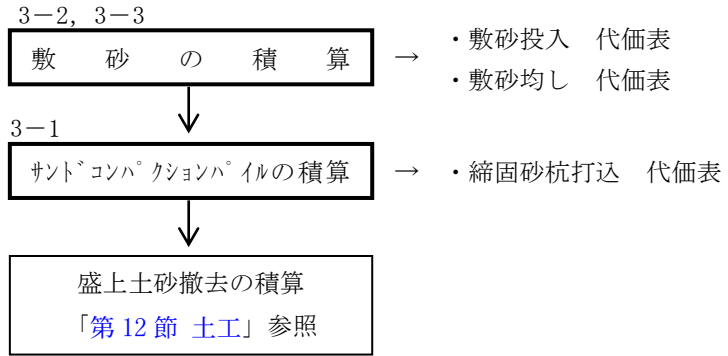 3－2, 3－3
敷 砂 の 積 算 → ・敷砂投入 代価表
・敷砂均し 代価表
3－1
ｻﾝﾄﾞｺﾝﾊﾟｸｼｮﾝﾊﾟｲﾙの積算 → ・締固砂杭打込 代価表
盛上土砂撤去の積算
「第 12 節 土工」参照